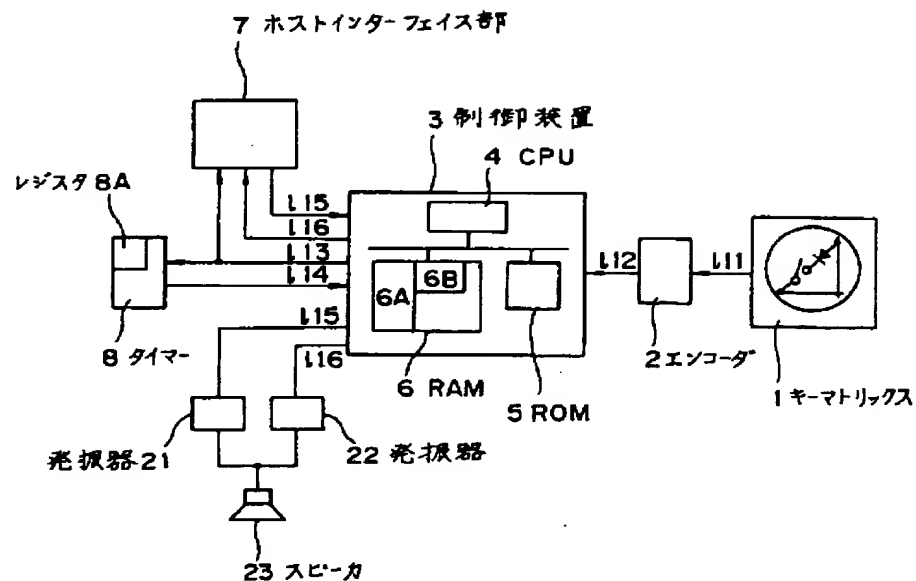 7 ホストインターフェイス部
3 制御装置
4 CPU
レジスタ 8A
l15
l16
l13
l14
l12
l11
6A
6B
l15
l16
8 タイマー
6 RAM
5 ROM
2 エンコーダ
1 キーマトリックス
発振器 21
22 発振器
23 スピーカ